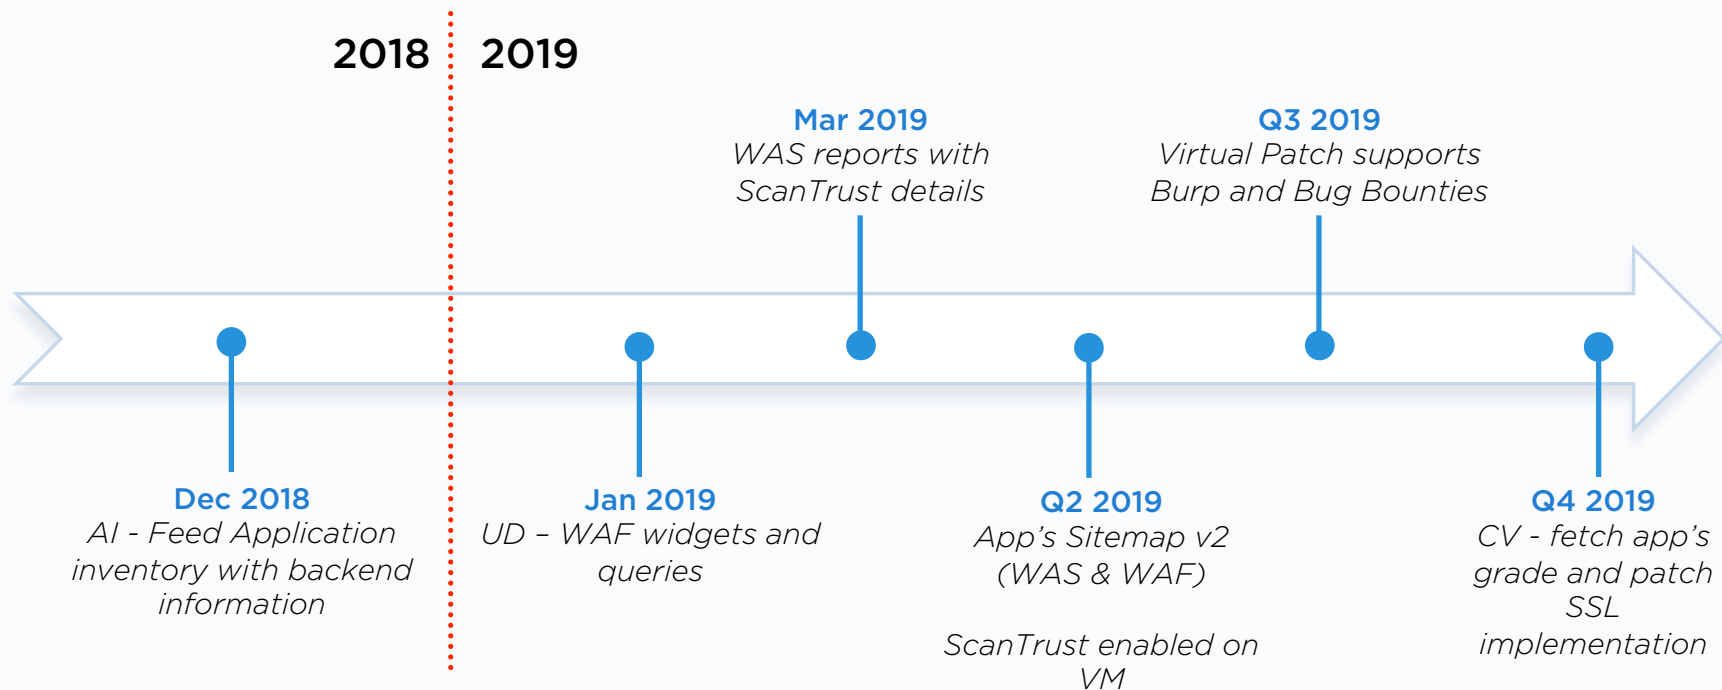 2018
2019
Mar 2019
WAS reports with
ScanTrust details
Q3 2019
Virtual Patch supports
Burp and Bug Bounties
Dec 2018
AI - Feed Application
inventory with backend
information
Jan 2019
UD – WAF widgets and
queries
Q2 2019
App's Sitemap v2
(WAS & WAF)
ScanTrust enabled on
VM
Q4 2019
CV - fetch app's
grade and patch
SSL
implementation